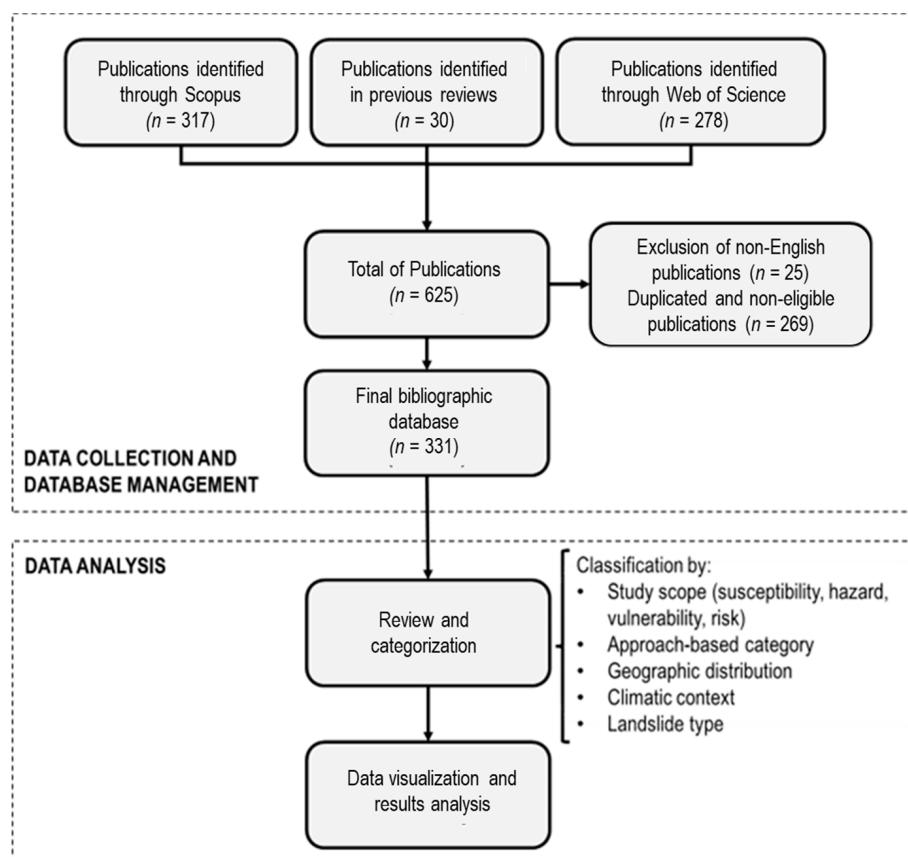 Publications identified
through Scopus
(n = 317)
Publications identified
in previous reviews
(n = 30)
Publications identified
through Web of Science
(n = 278)
Total of Publications
(n = 625)
Exclusion of non-English
publications (n = 25)
Duplicated and non-eligible
publications (n = 269)
Final bibliographic
database
(n = 331)
DATA COLLECTION AND
DATABASE MANAGEMENT
DATA ANALYSIS
Review and
categorization
Classification by:
• Study scope (susceptibility, hazard,
vulnerability, risk)
• Approach-based category
• Geographic distribution
• Climatic context
• Landslide type
Data visualization and
results analysis